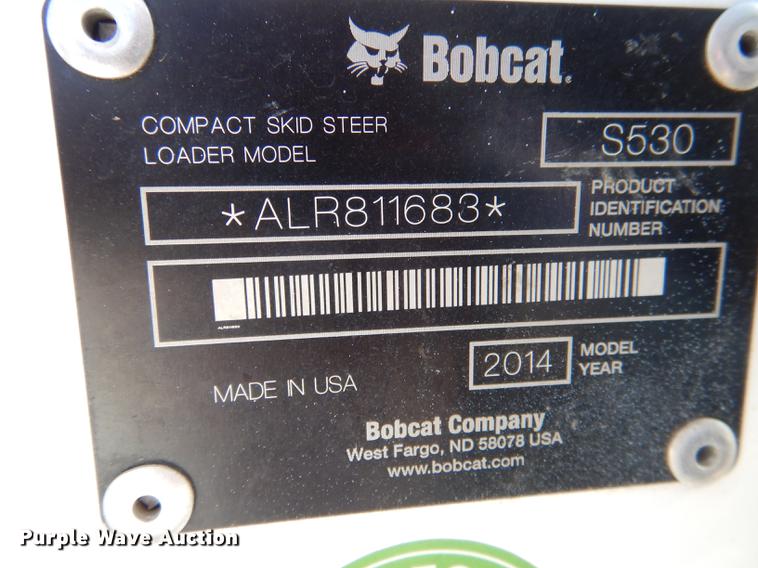 Bobcat.
COMPACT SKID STEER
LOADER MODEL
S530
*ALR811683*
PRODUCT
IDENTIFICATION
NUMBER
ALR811683
MADE IN USA
2014
MODEL
YEAR
Bobcat Company
West Fargo, ND 58078 USA
www.bobcat.com
Purple Wave Auction